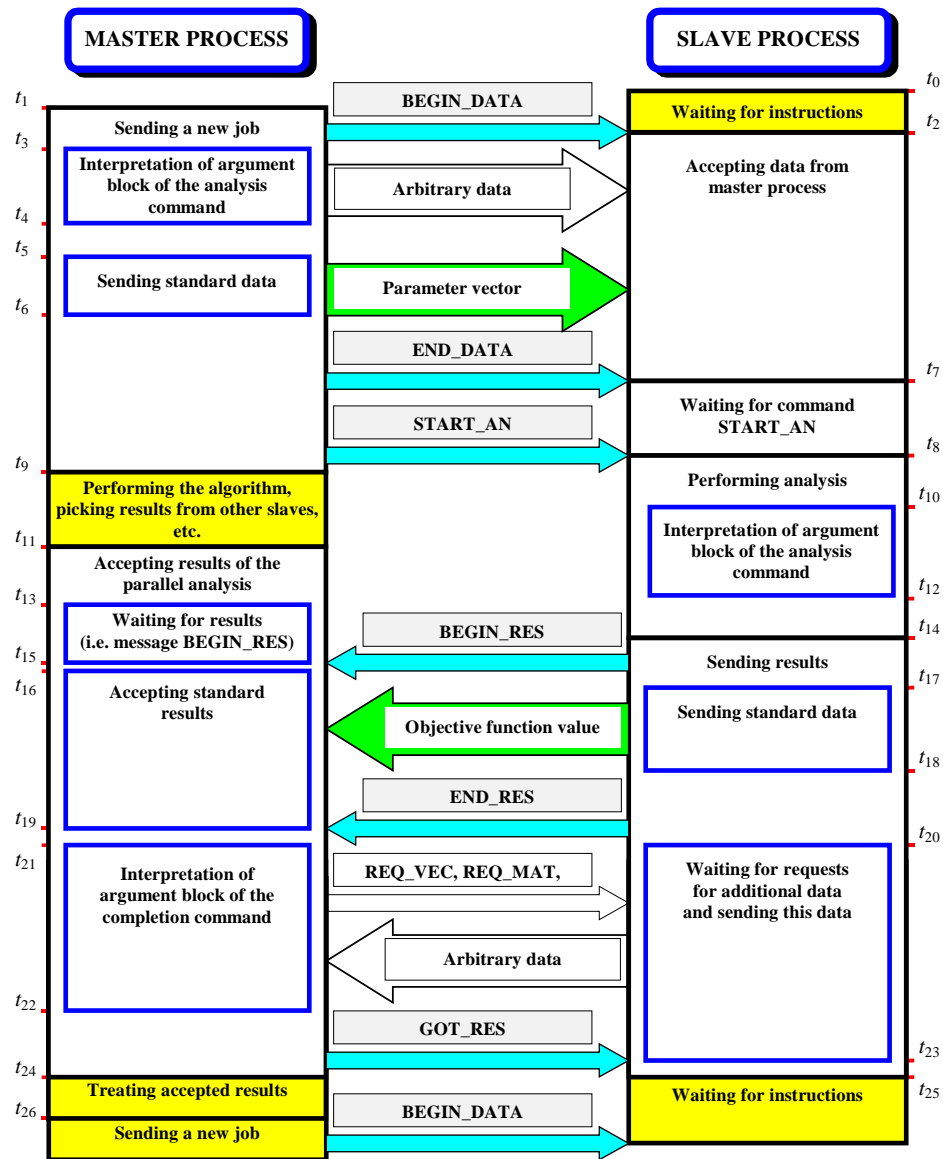 MASTER PROCESS
SLAVE PROCESS
t0
t1
BEGIN_DATA
Waiting for instructions
t2
Sending a new job
t3
Interpretation of argument
block of the analysis
command
Arbitrary data
Accepting data from
master process
t4
t5
Sending standard data
Parameter vector
t6
END_DATA
t7
START_AN
Waiting for command
START_AN
t8
t9
Performing the algorithm,
picking results from other slaves,
etc.
Performing analysis
t10
Interpretation of argument
block of the analysis
command
t11
Accepting results of the
parallel analysis
t12
t13
Waiting for results
(i.e. message BEGIN_RES)
BEGIN_RES
t14
t15
Sending results
t16
Accepting standard
results
t17
Objective function value
Sending standard data
t18
END_RES
t19
t20
t21
Interpretation of
argument block of the
completion command
REQ_VEC, REQ_MAT,
Waiting for requests
for additional data
and sending this data
Arbitrary data
t22
GOT_RES
t23
t24
Treating accepted results
t25
Waiting for instructions
BEGIN_DATA
t26
Sending a new job